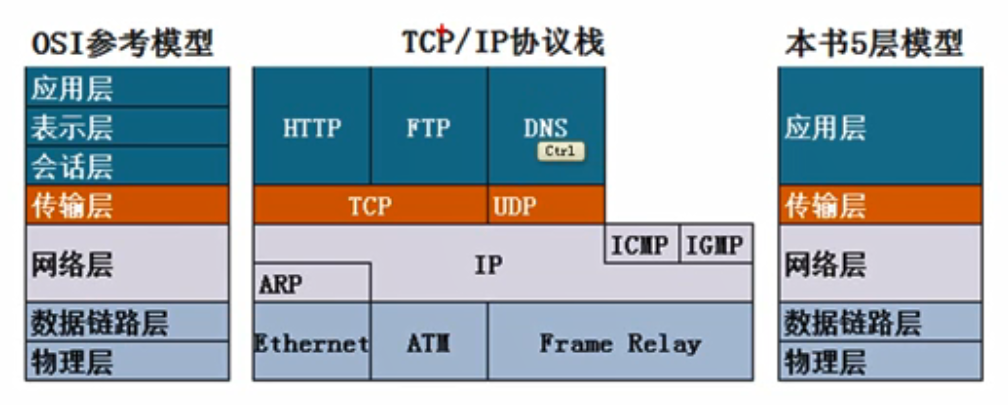 OSI参考模型
TCP/IP协议栈
本书5层模型
应用层
表示层
会话层
传输层
网络层
数据链路层
物理层
HTTP
FTP
DNS
Ctrl
TCP
UDP
ICMP
IGMP
IP
ARP
Ethernet
ATM
Frame Relay
应用层
传输层
网络层
数据链路层
物理层